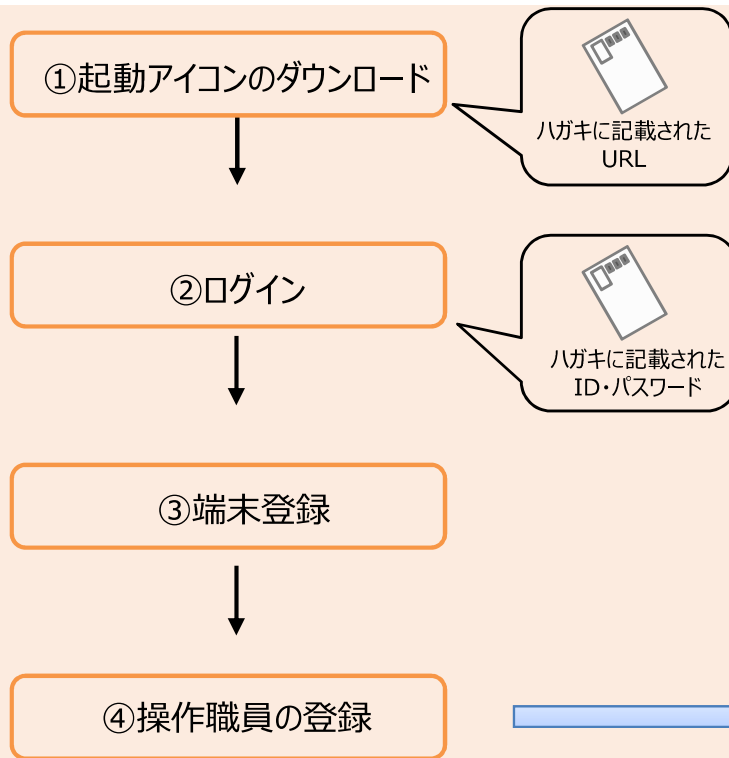 ①起動アイコンのダウンロード
ハガキに記載された
URL
②ログイン
ハガキに記載された
ID・パスワード
③端末登録
④操作職員の登録